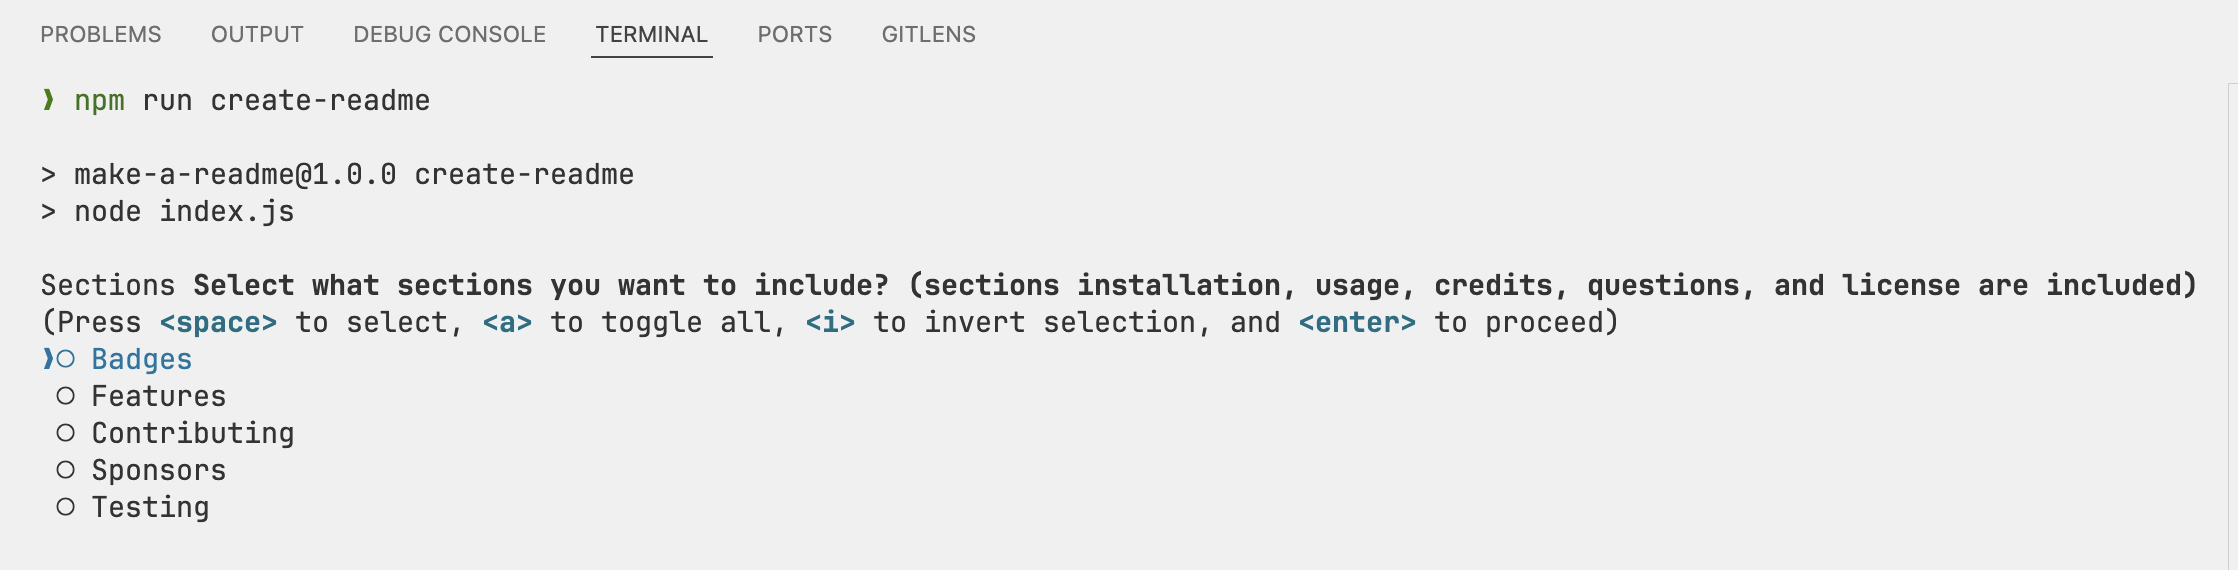 PROBLEMS OUTPUT DEBUG CONSOLE TERMINAL PORTS GITLENS
❱ npm run create-readme
> make-a-readme@1.0.0 create-readme
> node index.js
Sections Select what sections you want to include? (sections installation, usage, credits, questions, and license are included)
(Press <space> to select, <a> to toggle all, <i> to invert selection, and <enter> to proceed)
❱◯ Badges
◯ Features
◯ Contributing
◯ Sponsors
◯ Testing